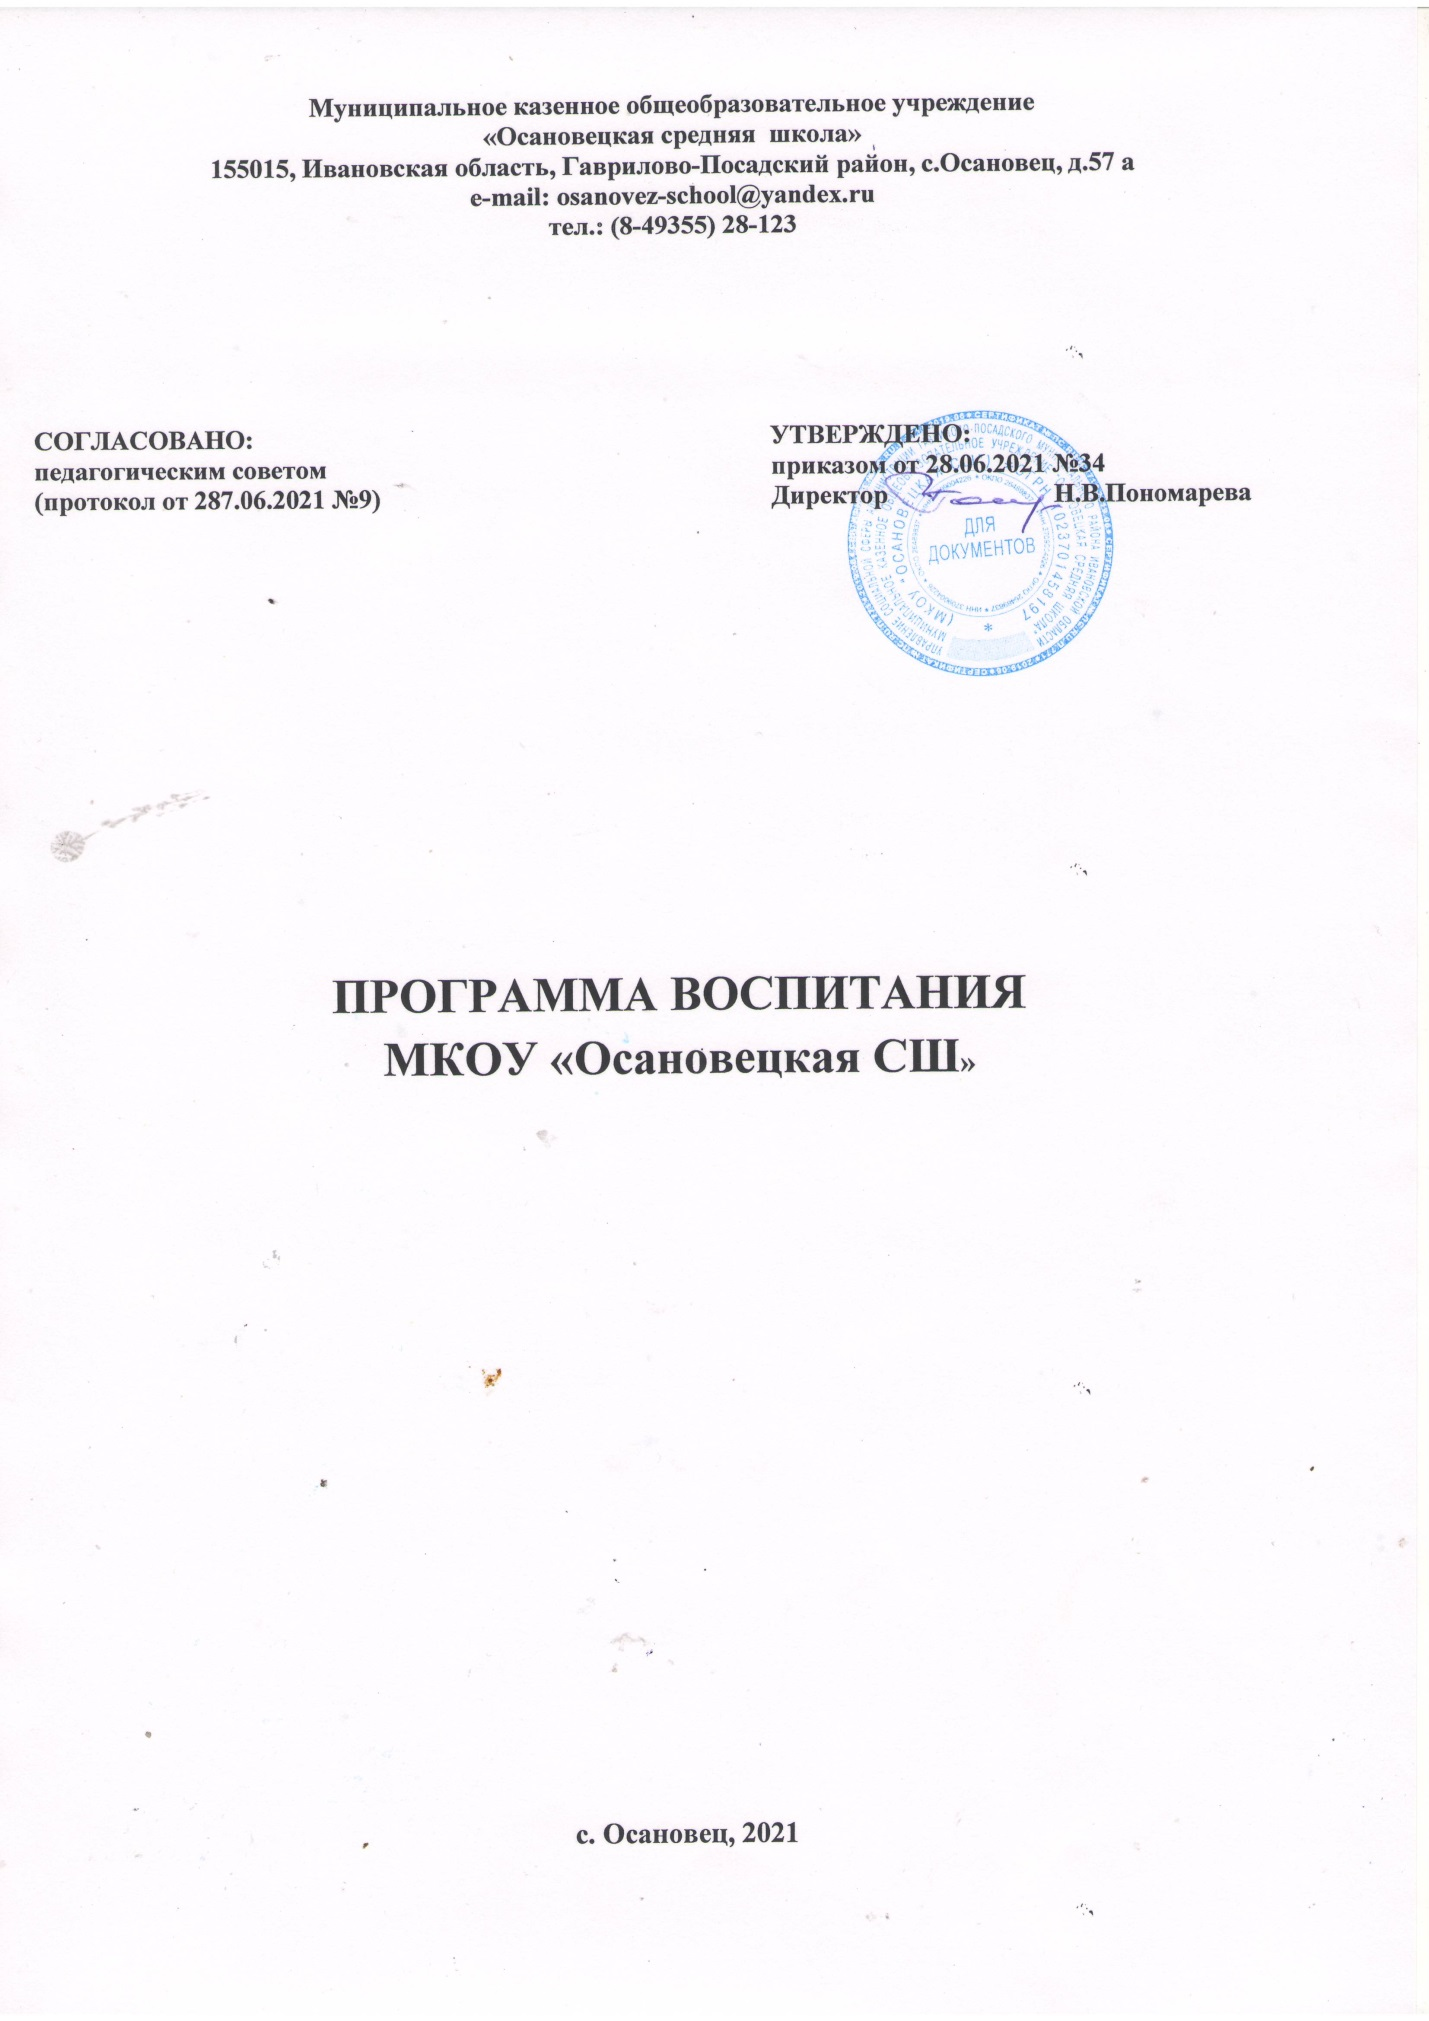 Муниципальное казенное общеобразовательное учреждение
«Осановецкая средняя школа»
155015, Ивановская область, Гаврилово-Посадский район, с.Осановец, д.57 а
e-mail: osanovez-school@yandex.ru
тел.: (8-49355) 28-123
СОГЛАСОВАНО:
педагогическим советом
(протокол от 287.06.2021 №9)
УТВЕРЖДЕНО:
приказом от 28.06.2021 №34
Директор Н.В.Пономарева
ДЛЯ
ДОКУМЕНТОВ
ПРОГРАММА ВОСПИТАНИЯ
МКОУ «Осановецкая СШ»
с. Осановец, 2021